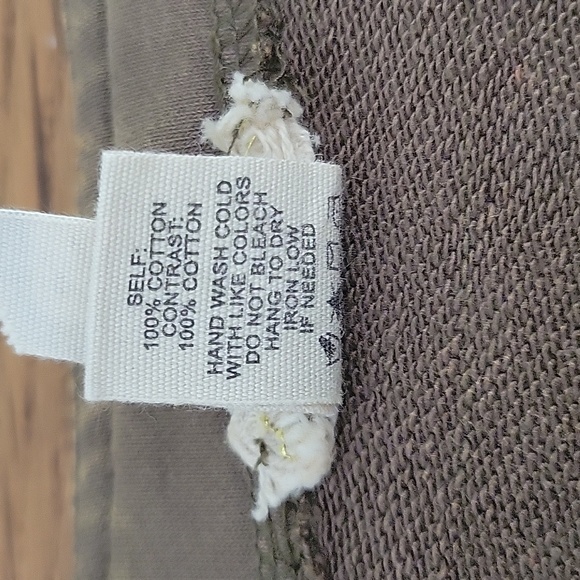 SELF:
100% COTTON
CONTRAST:
100% COTTON
HAND WASH COLD
WITH LIKE COLORS
DO NOT BLEACH
HANG TO DRY
IRON LOW
IF NEEDED